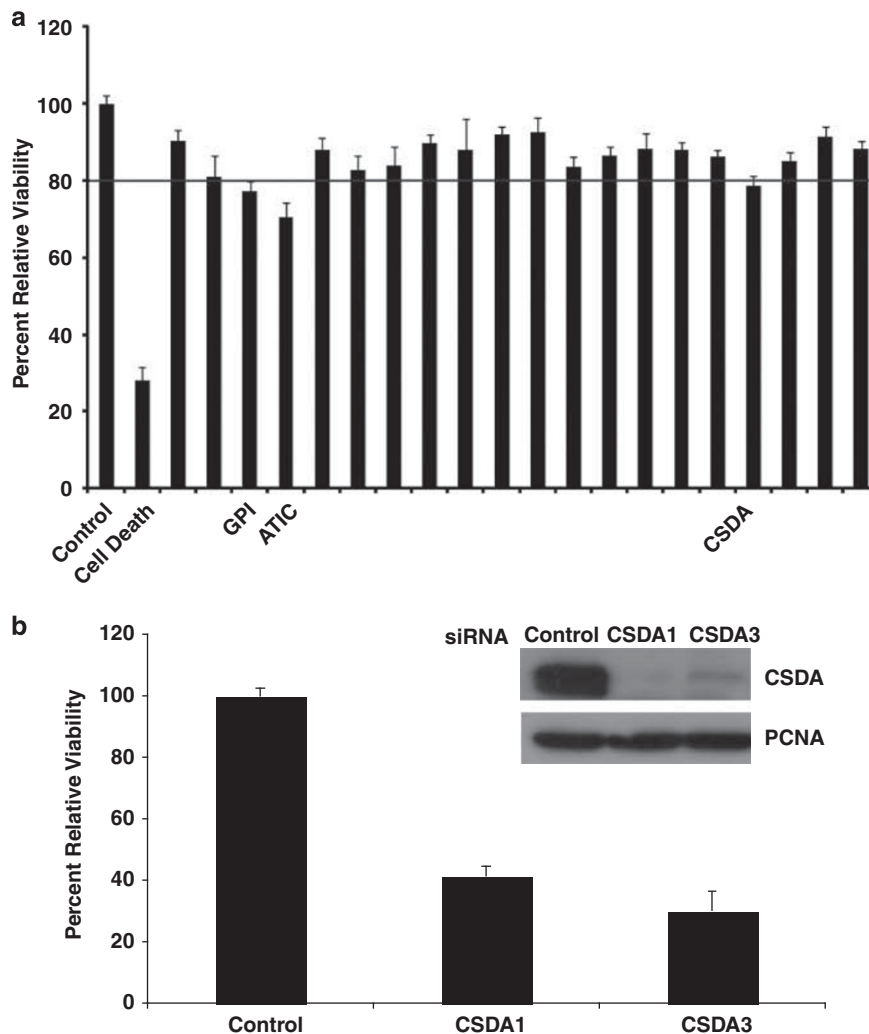 a
Percent Relative Viability
120
100
80
60
40
20
0
Control
Cell Death
GPI
ATIC
CSDA
b
Percent Relative Viability
120
100
80
60
40
20
0
siRNA Control CSDA1 CSDA3
CSDA
PCNA
Control CSDA1 CSDA3